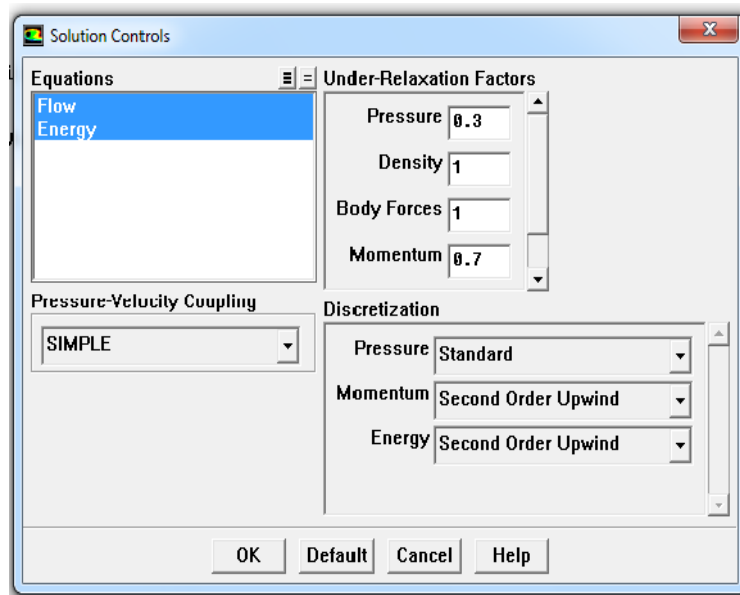 Solution Controls
Equations
Flow
Energy
Pressure-Velocity Coupling
SIMPLE
Under-Relaxation Factors
Pressure 0.3
Density 1
Body Forces 1
Momentum 0.7
Discretization
Pressure Standard
Momentum Second Order Upwind
Energy Second Order Upwind
OK Default Cancel Help